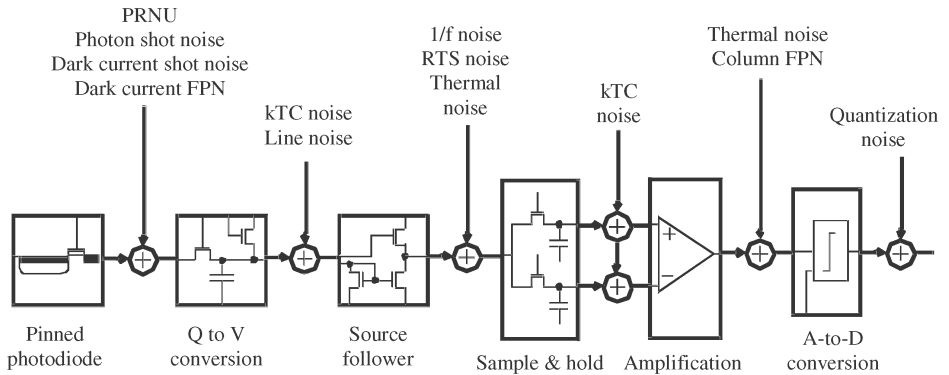 PRNU
Photon shot noise
Dark current shot noise
Dark current FPN
kTC noise
Line noise
1/f noise
RTS noise
Thermal
noise
kTC
noise
Thermal noise
Column FPN
Quantization
noise
+
+
+
+
+
+
−
+
+
Pinned
photodiode
Q to V
conversion
Source
follower
Sample & hold
Amplification
A-to-D
conversion